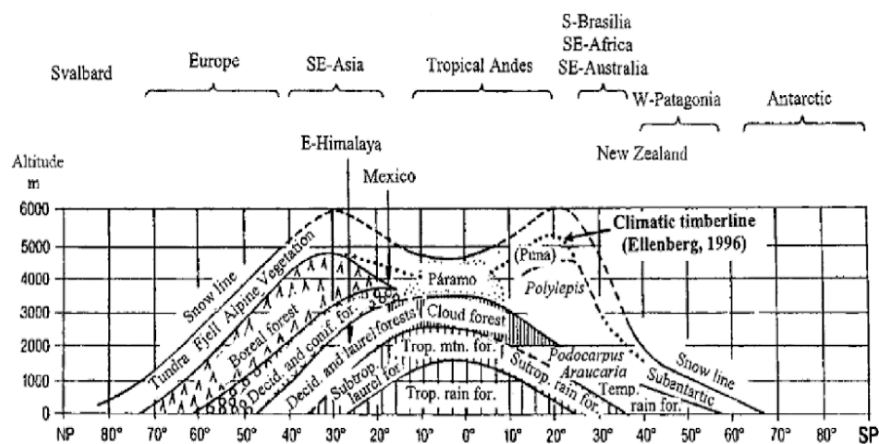 S-Brasilia
SE-Africa
SE-Australia
Svalbard
Europe
SE-Asia
Tropical Andes
W-Patagonia
Antarctic
New Zealand
E-Himalaya
Mexico
Altitude
m
6000
5000
4000
3000
2000
1000
0
Climatic timberline
(Ellenberg, 1996)
(Puna)
Polylepis
Páramo
Snow line
Tundra Fjell Alpine Vegetation
Boreal forest
Decid. and conif. for.
Decid. and laurel forests
Subtrop.
laurel for.
Cloud forest
Trop. mtn. for.
Trop. rain for.
Podocarpus
Araucaria
Subtrop. rain for.
Temp.
rain for.
Subantartic
Snow line
NP 80° 70° 60° 50° 40° 30° 20° 10° 0° 10° 20° 30° 40° 50° 60° 70° 80° SP